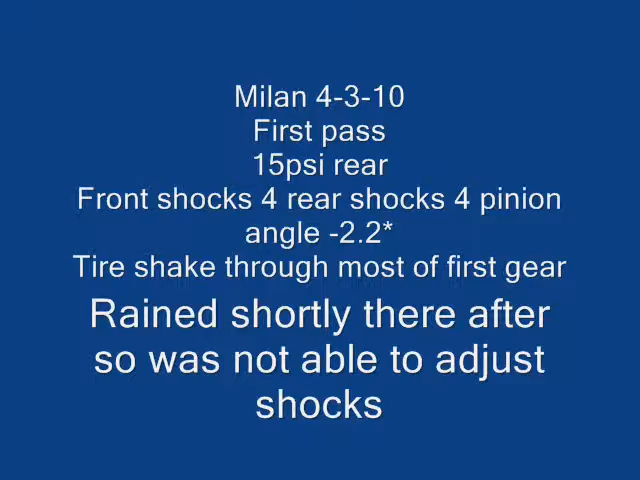 Milan 4-3-10
First pass
15psi rear
Front shocks 4 rear shocks 4 pinion
angle -2.2*
Tire shake through most of first gear
Rained shortly there after
so was not able to adjust
shocks